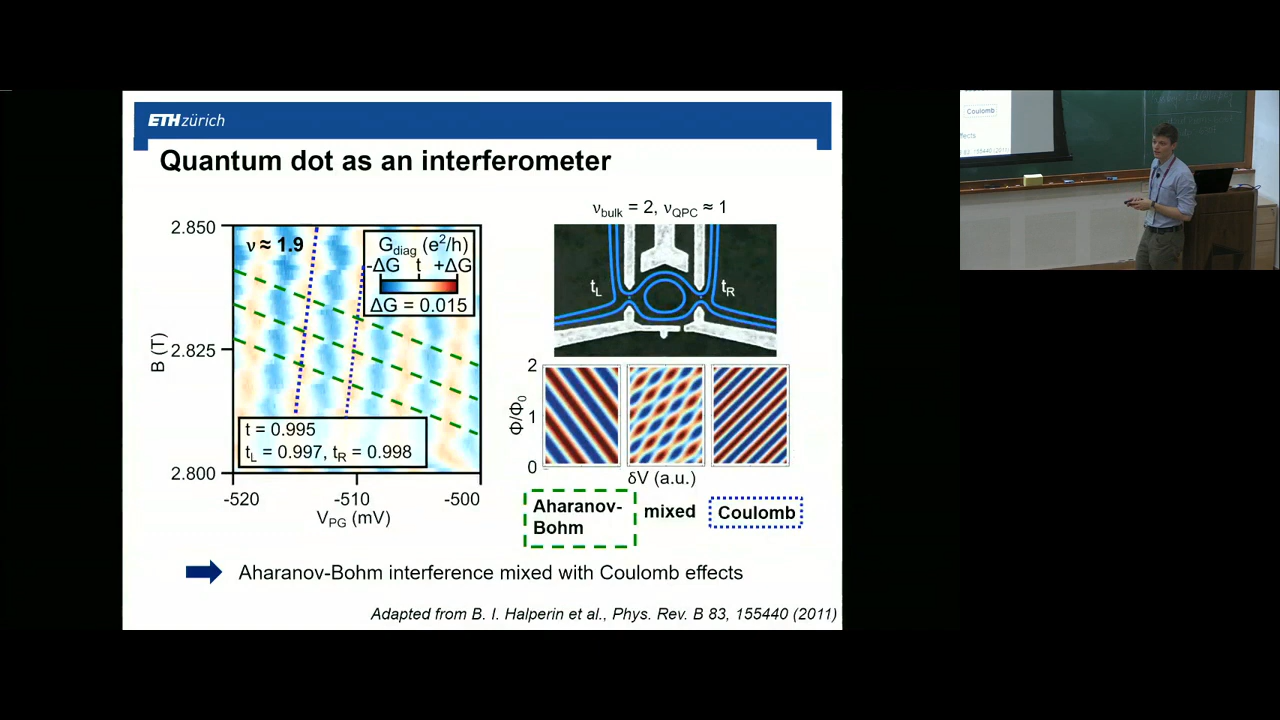 ETH zürich
Quantum dot as an interferometer
2.850
2.825
2.800
B (T)
ν ≈ 1.9
G_diag (e²/h)
-ΔG t +ΔG
ΔG = 0.015
t = 0.995
t_L = 0.997, t_R = 0.998
-520 -510 -500
V_PG (mV)
ν_bulk = 2, ν_QPC ≈ 1
t_L t_R
2
1
0
Φ/Φ₀
δV (a.u.)
Aharanov-
Bohm
mixed
Coulomb
Aharanov-Bohm interference mixed with Coulomb effects
Adapted from B. I. Halperin et al., Phys. Rev. B 83, 155440 (2011)
Coulomb